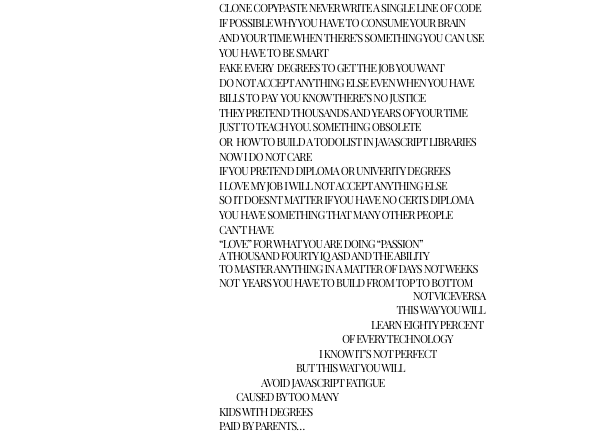 CLONE COPYPASTE NEVER WRITE A SINGLE LINE OF CODE
IF POSSIBLE WHY YOU HAVE TO CONSUME YOUR BRAIN
AND YOUR TIME WHEN THERE'S SOMETHING YOU CAN USE
YOU HAVE TO BE SMART
FAKE EVERY DEGREES TO GET THE JOB YOU WANT
DO NOT ACCEPT ANYTHING ELSE EVEN WHEN YOU HAVE
BILLS TO PAY YOU KNOW THERE'S NO JUSTICE
THEY PRETEND THOUSANDS AND YEARS OF YOUR TIME
JUST TO TEACH YOU. SOMETHING OBSOLETE
OR HOW TO BUILD A TODOLIST IN JAVASCRIPT LIBRARIES
NOW I DO NOT CARE
IF YOU PRETEND DIPLOMA OR UNIVERITY DEGREES
I LOVE MY JOB I WILL NOT ACCEPT ANYTHING ELSE
SO IT DOESNT MATTER IF YOU HAVE NO CERTS DIPLOMA
YOU HAVE SOMETHING THAT MANY OTHER PEOPLE
CAN'T HAVE
“LOVE” FOR WHAT YOU ARE DOING “PASSION”
A THOUSAND FOURTY IQ ASD AND THE ABILITY
TO MASTER ANYTHING IN A MATTER OF DAYS NOT WEEKS
NOT YEARS YOU HAVE TO BUILD FROM TOP TO BOTTOM
NOT VICEVERSA
THIS WAY YOU WILL
LEARN EIGHTY PERCENT
OF EVERY TECHNOLOGY
I KNOW IT'S NOT PERFECT
BUT THIS WAT YOU WILL
AVOID JAVASCRIPT FATIGUE
CAUSED BY TOO MANY
KIDS WITH DEGREES
PAID BY PARENTS...